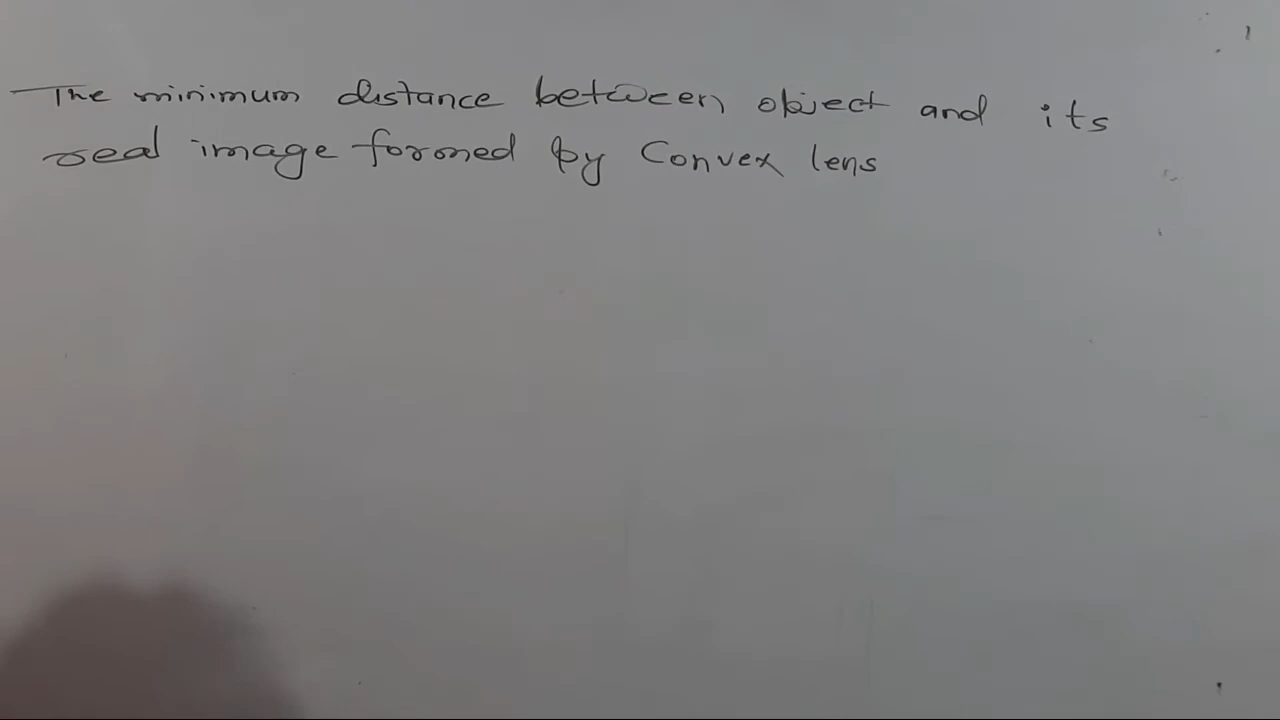 The minimum distance between object and its
real image formed by Convex lens